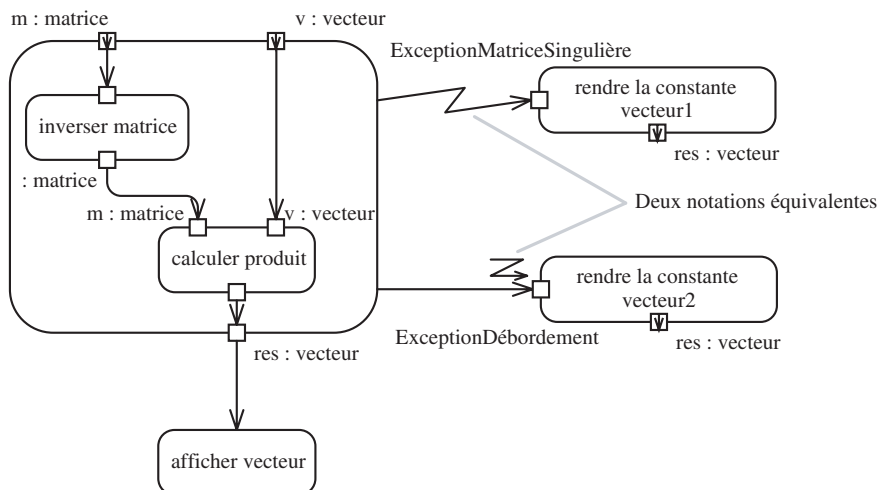 m : matrice
v : vecteur
ExceptionMatriceSingulière
rendre la constante
vecteur1
inverser matrice
res : vecteur
: matrice
Deux notations équivalentes
m : matrice
v : vecteur
calculer produit
rendre la constante
vecteur2
ExceptionDébordement
res : vecteur
res : vecteur
afficher vecteur